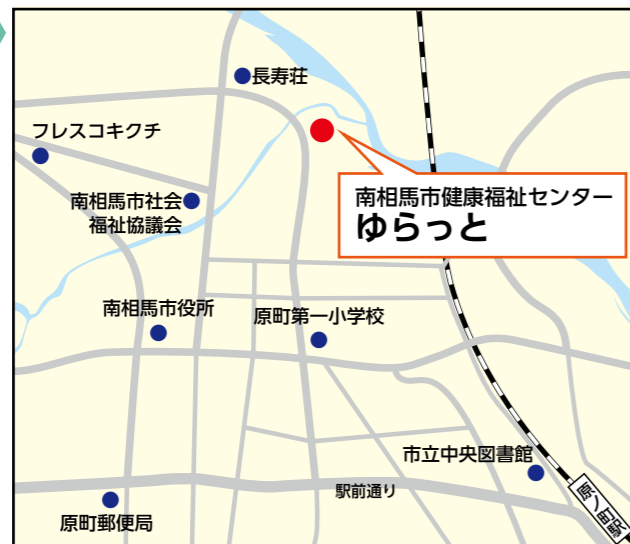 長寿荘
フレスコキクチ
南相馬市社会
福祉協議会
南相馬市健康福祉センター
ゆらっと
南相馬市役所
原町第一小学校
市立中央図書館
駅前通り
原町郵便局
原ノ町駅